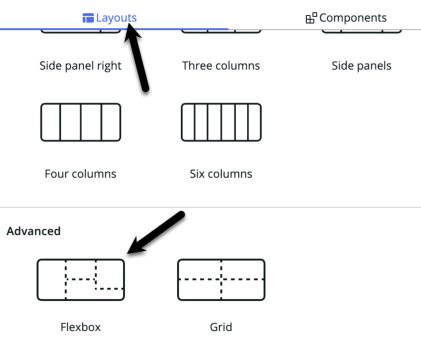 Layouts Components
Side panel right Three columns Side panels
Four columns Six columns
Advanced
Flexbox Grid